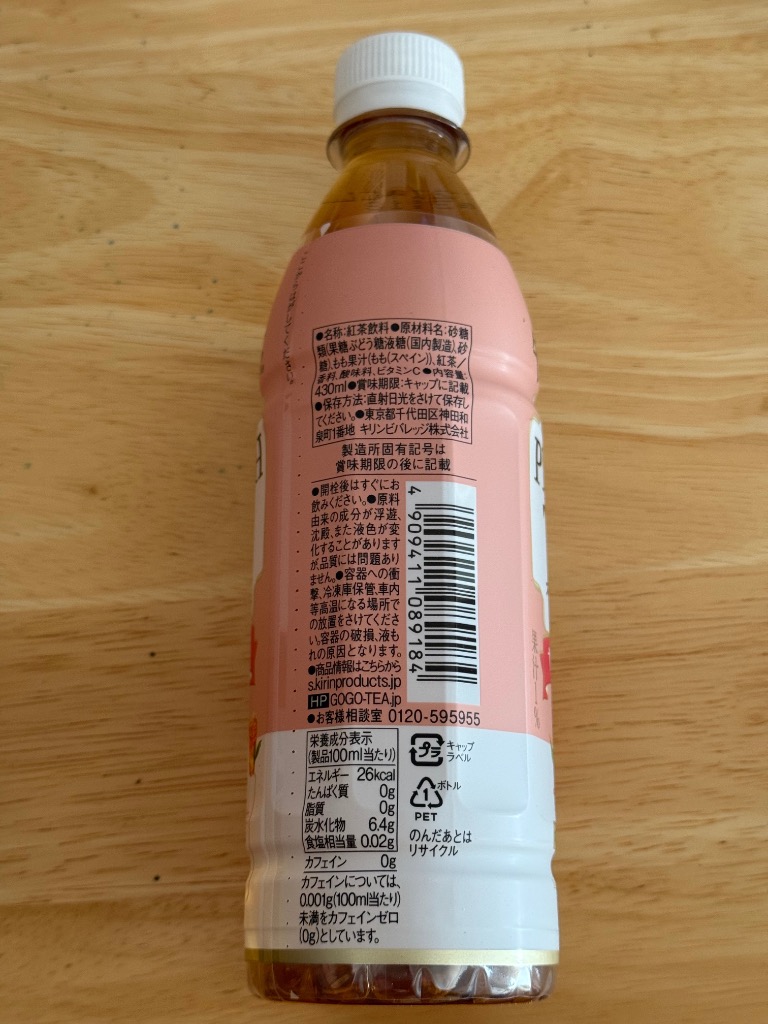 ●名称:紅茶飲料●原材料名:砂糖
類(果糖ぶどう糖液糖(国内製造)、砂
糖)、もも果汁(もも(スペイン))、紅茶/
香料、酸味料、ビタミンC●内容量:
430ml●賞味期限:キャップに記載
●保存方法:直射日光をさけて保存し
てください。●東京都千代田区神田和
泉町1番地 キリンビバレッジ株式会社
製造所固有記号は
賞味期限の後に記載
●開栓後はすぐにお
飲みください。●原料
由来の成分が浮遊、
沈殿、また液色が変
化することがあります
が、品質には問題あり
ません。●容器への衝
撃、冷凍庫保管、車内
等高温になる場所で
の放置をさけてくださ
い。容器の破損、液も
れの原因となります。
●商品情報はこちらから
s.kirinproducts.jp
HP GOGO-TEA.jp
●お客様相談室 0120-595955
4 909411 089184
栄養成分表示
(製品100ml当たり)
エネルギー 26kcal
たんぱく質 0g
脂質 0g
炭水化物 6.4g
食塩相当量 0.02g
カフェイン 0g
カフェインについては、
0.001g(100ml当たり)
未満をカフェインゼロ
(0g)としています。
プラ
キャップ
ラベル
1
ボトル
PET
のんだあとは
リサイクル
H
P
果汁1%